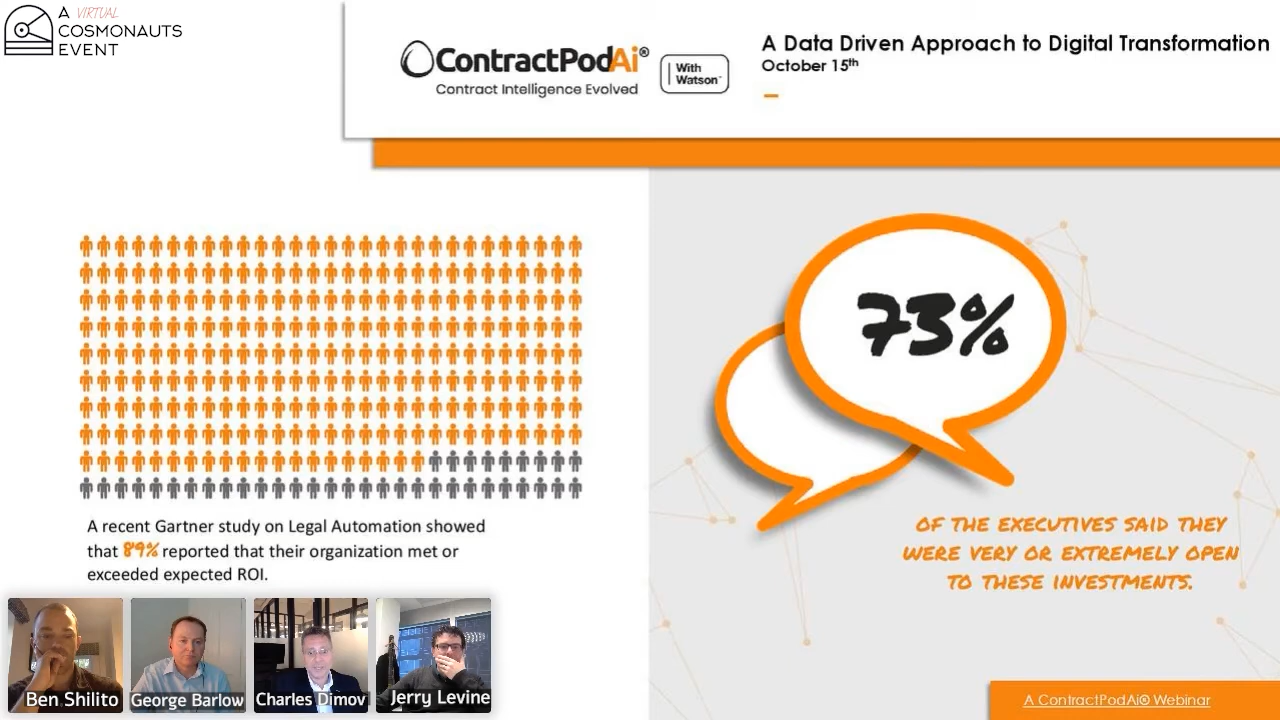 A VIRTUAL
COSMONAUTS
EVENT
ContractPodAi®
Contract Intelligence Evolved
With
Watson™
A Data Driven Approach to Digital Transformation
October 15th
A recent Gartner study on Legal Automation showed
that 89% reported that their organization met or
exceeded expected ROI.
73%
OF THE EXECUTIVES SAID THEY
WERE VERY OR EXTREMELY OPEN
TO THESE INVESTMENTS.
Ben Shilito
George Barlow
Charles Dimov
Jerry Levine
A ContractPodAi® Webinar